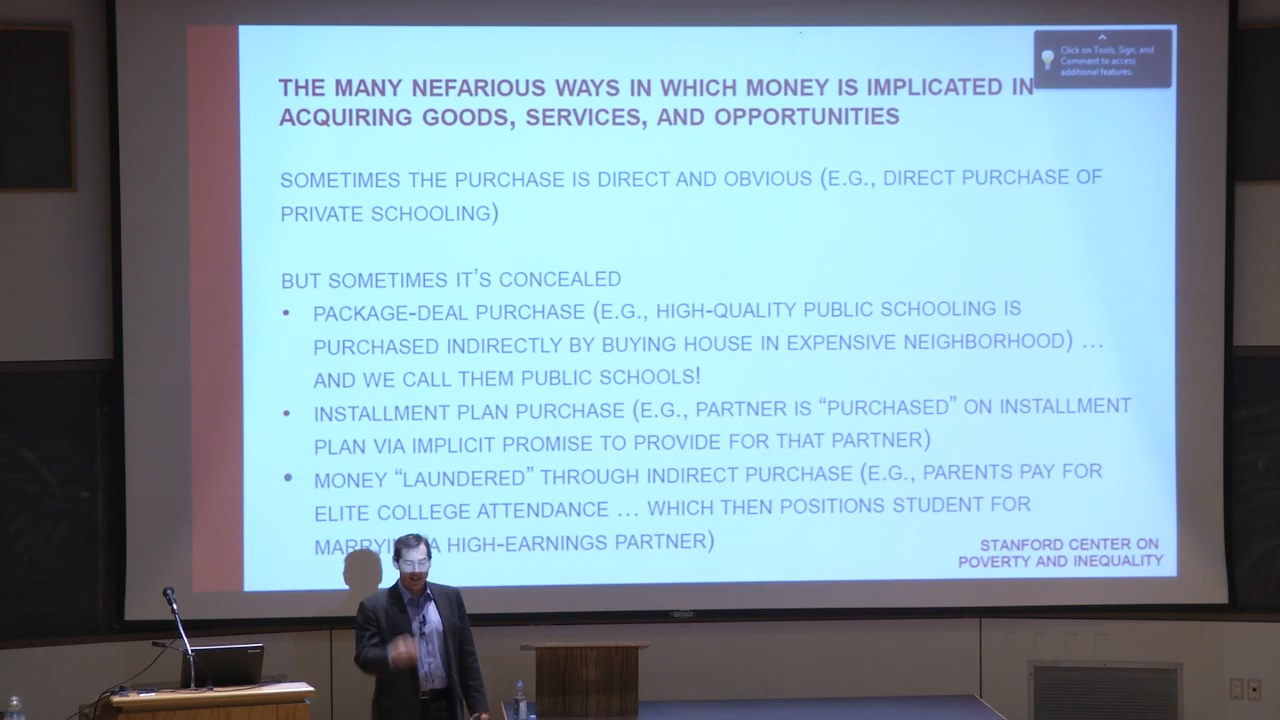 Click on Tools, Sign, and
Comment to access
additional features.
THE MANY NEFARIOUS WAYS IN WHICH MONEY IS IMPLICATED IN
ACQUIRING GOODS, SERVICES, AND OPPORTUNITIES
SOMETIMES THE PURCHASE IS DIRECT AND OBVIOUS (E.G., DIRECT PURCHASE OF
PRIVATE SCHOOLING)
BUT SOMETIMES IT'S CONCEALED
• PACKAGE-DEAL PURCHASE (E.G., HIGH-QUALITY PUBLIC SCHOOLING IS
PURCHASED INDIRECTLY BY BUYING HOUSE IN EXPENSIVE NEIGHBORHOOD) …
AND WE CALL THEM PUBLIC SCHOOLS!
• INSTALLMENT PLAN PURCHASE (E.G., PARTNER IS “PURCHASED” ON INSTALLMENT
PLAN VIA IMPLICIT PROMISE TO PROVIDE FOR THAT PARTNER)
• MONEY “LAUNDERED” THROUGH INDIRECT PURCHASE (E.G., PARENTS PAY FOR
ELITE COLLEGE ATTENDANCE … WHICH THEN POSITIONS STUDENT FOR
MARRYING A HIGH-EARNINGS PARTNER)
STANFORD CENTER ON
POVERTY AND INEQUALITY